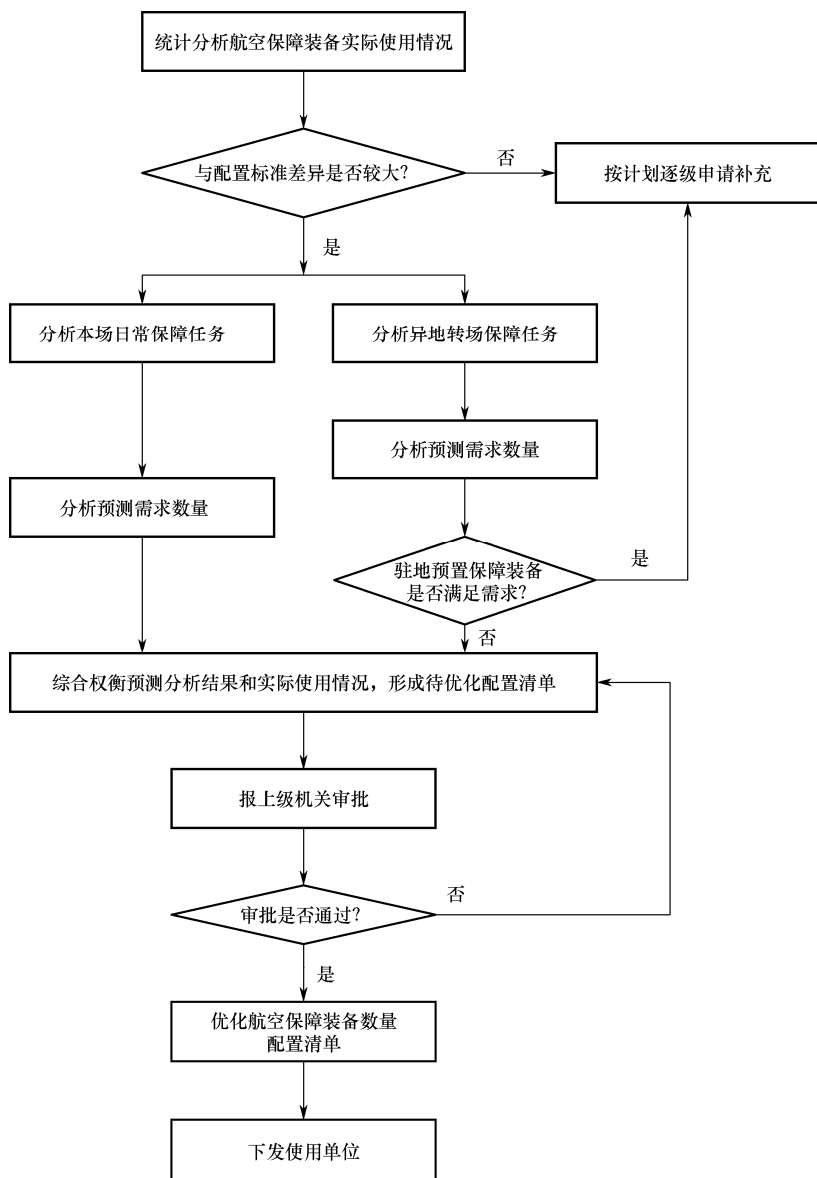 统计分析航空保障装备实际使用情况
与配置标准差异是否较大?
否
按计划逐级申请补充
是
分析本场日常保障任务
分析异地转场保障任务
分析预测需求数量
分析预测需求数量
驻地预置保障装备
是否满足需求?
是
否
综合权衡预测分析结果和实际使用情况，形成待优化配置清单
报上级机关审批
审批是否通过?
否
是
优化航空保障装备数量
配置清单
下发使用单位